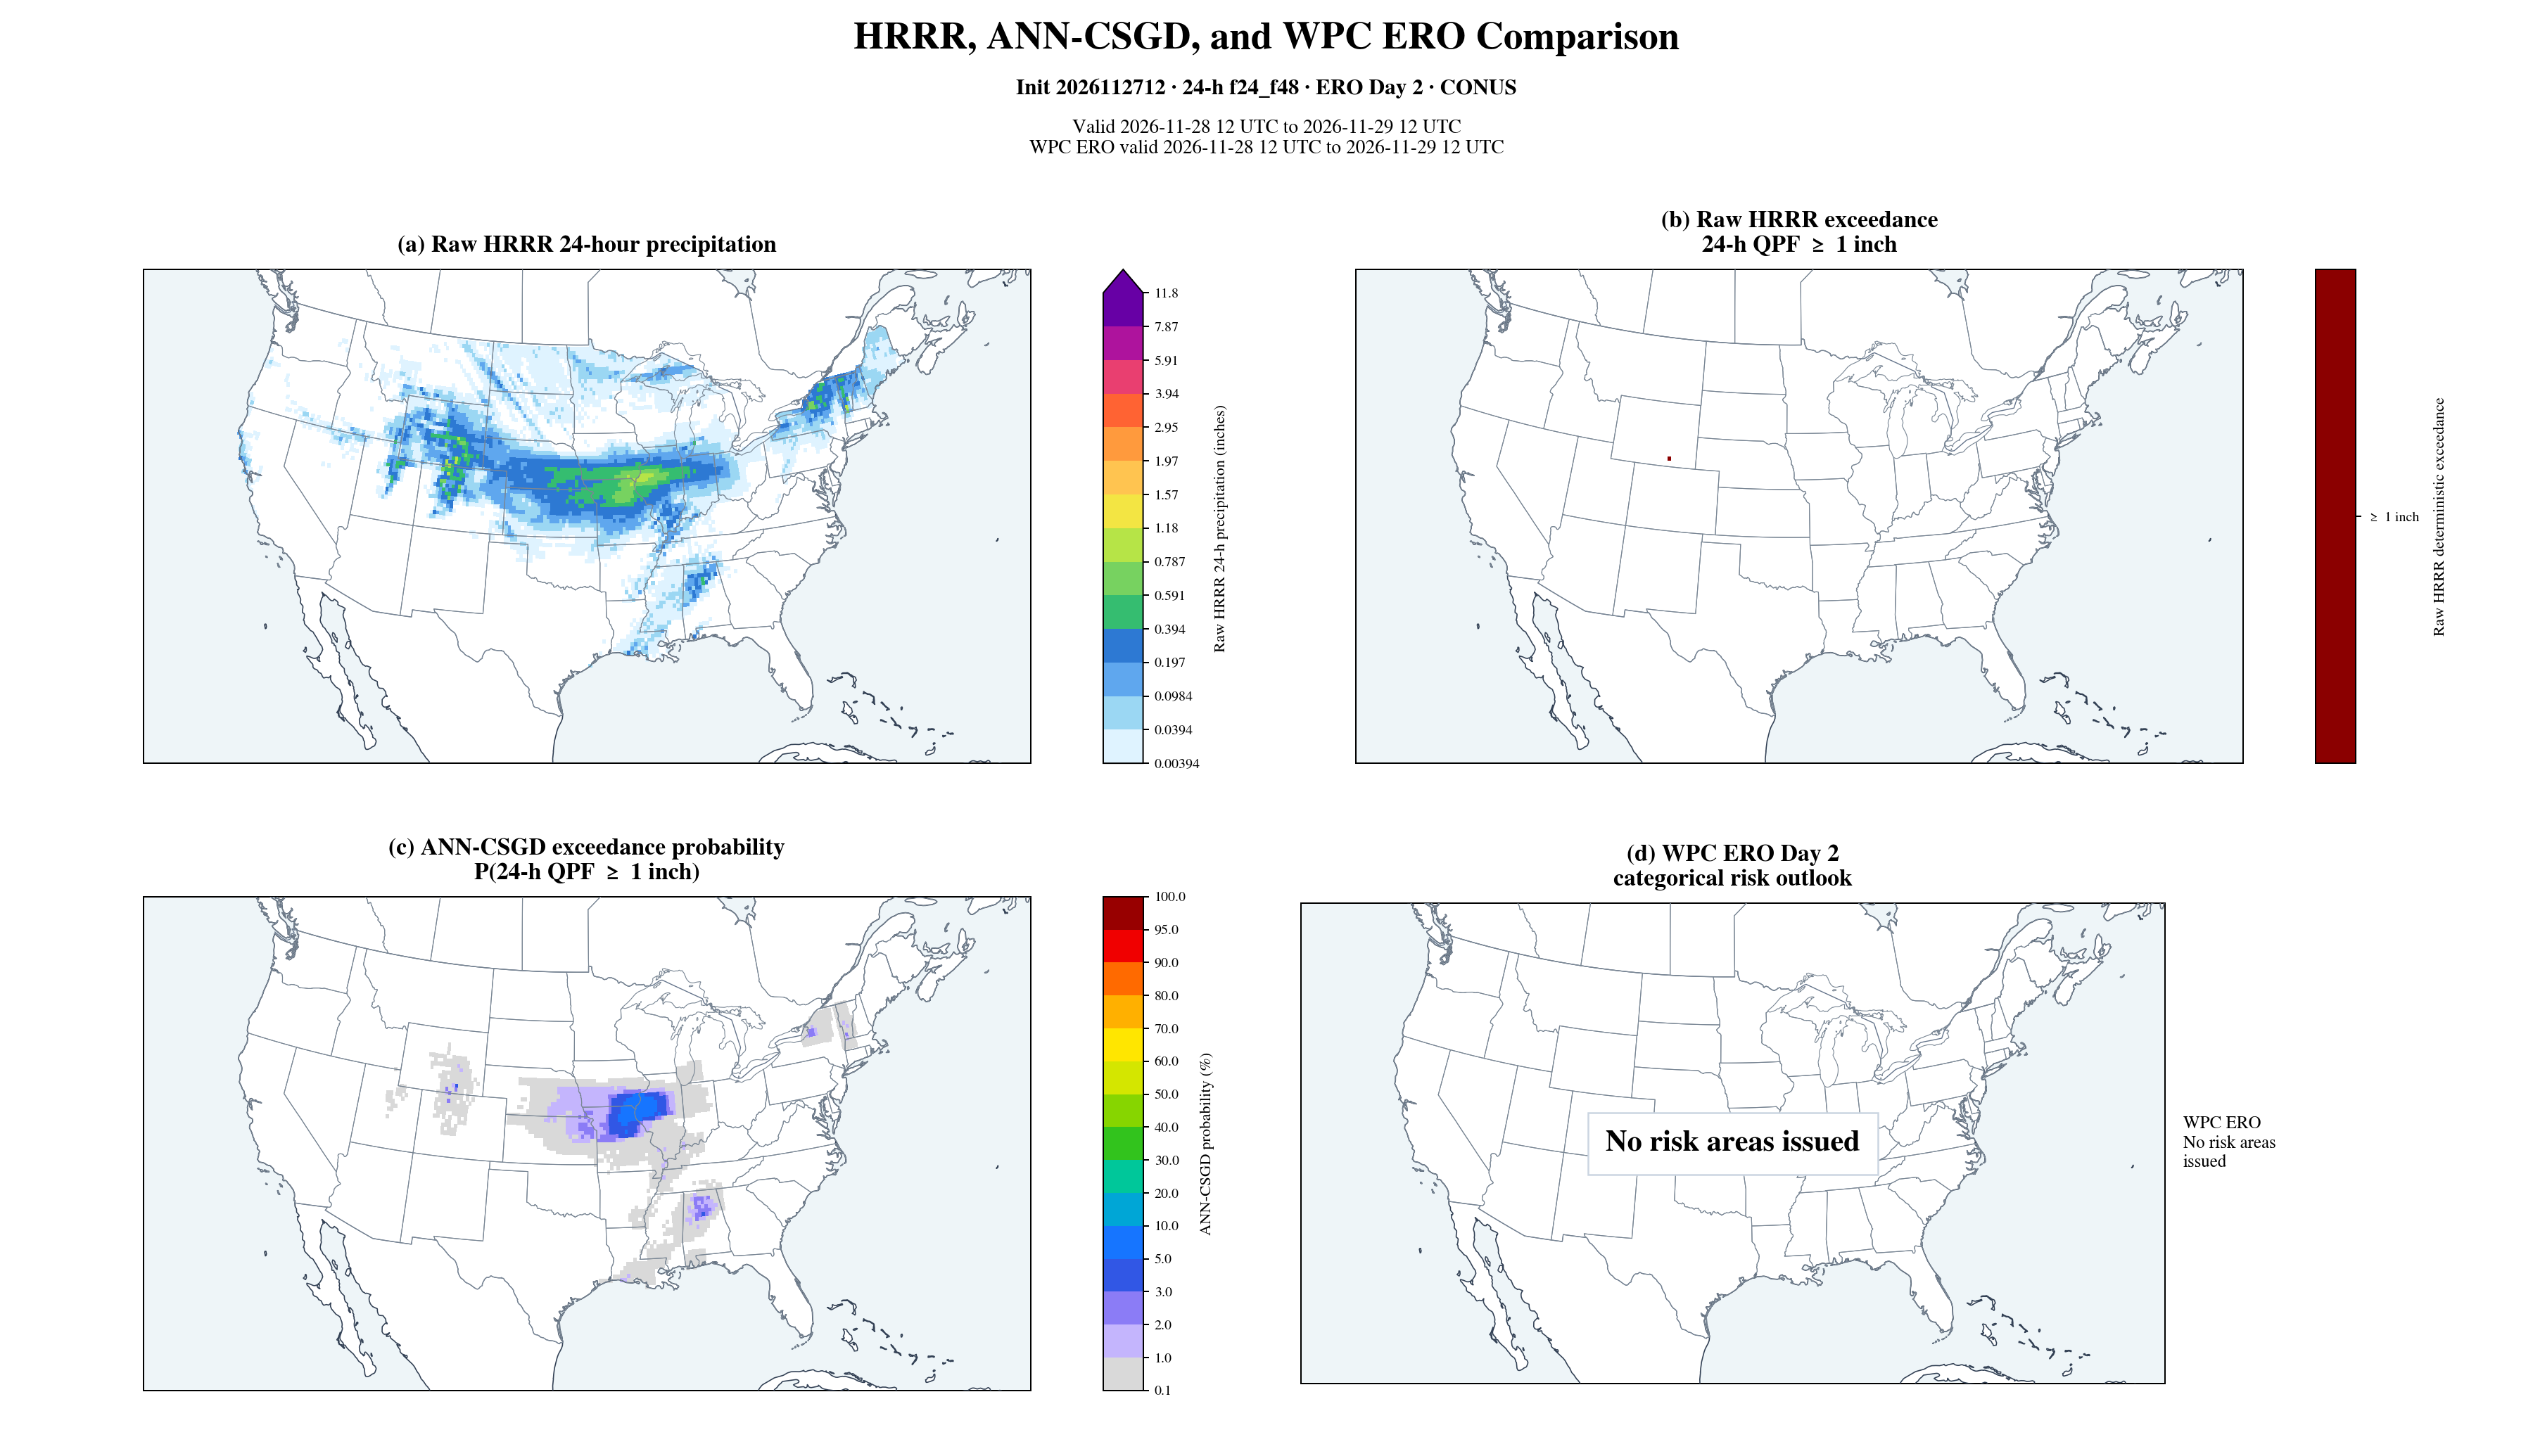 HRRR, ANN-CSGD, and WPC ERO Comparison
Init 2026112712 · 24-h f24_f48 · ERO Day 2 · CONUS
Valid 2026-11-28 12 UTC to 2026-11-29 12 UTC
WPC ERO valid 2026-11-28 12 UTC to 2026-11-29 12 UTC
(a) Raw HRRR 24-hour precipitation
11.8
7.87
5.91
4.94
3.94
2.95
1.97
1.57
1.18
0.787
0.591
0.394
0.197
0.0984
0.0394
0.00394
Raw HRRR 24-h precipitation (inches)
(b) Raw HRRR exceedance
24-h QPF ≥ 1 inch
≥ 1 inch
Raw HRRR deterministic exceedance
(c) ANN-CSGD exceedance probability
P(24-h QPF ≥ 1 inch)
100.0
95.0
90.0
80.0
70.0
60.0
50.0
40.0
30.0
20.0
10.0
5.0
3.0
2.0
1.0
0.1
ANN-CSGD probability (%)
(d) WPC ERO Day 2
categorical risk outlook
No risk areas issued
WPC ERO
No risk areas
issued